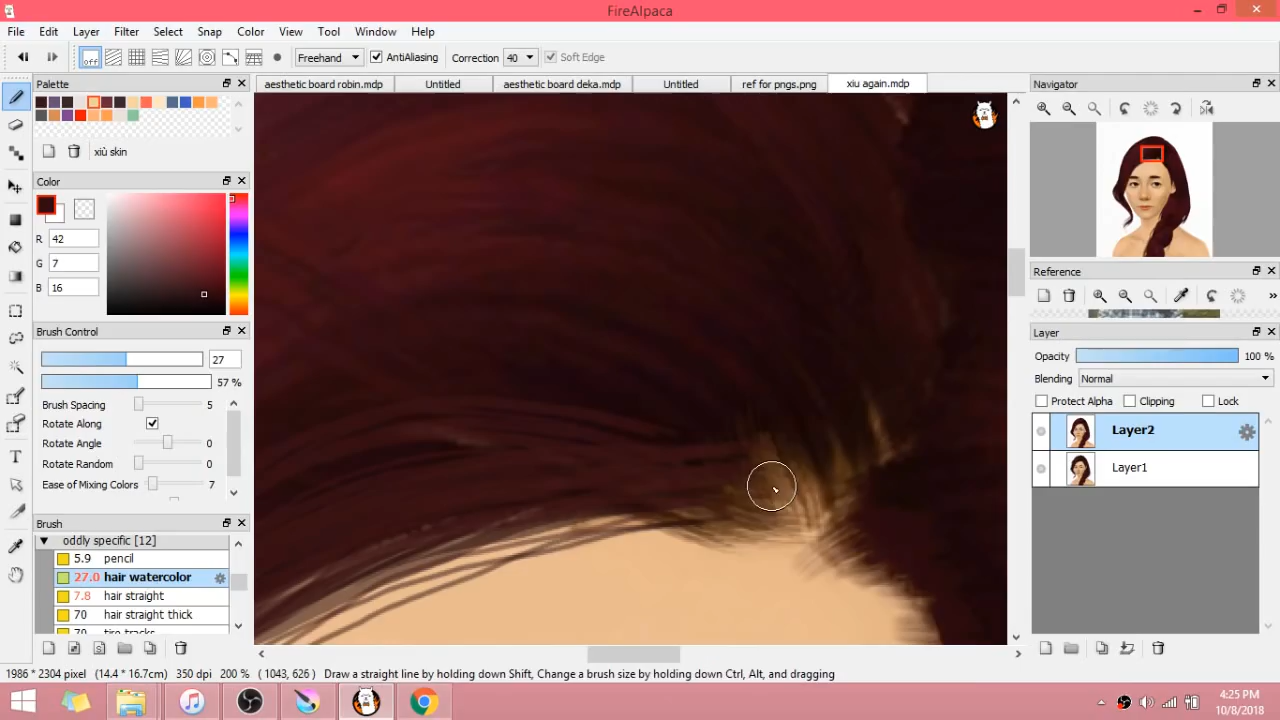 FireAlpaca
File Edit Layer Filter Select Snap Color View Tool Window Help
off Freehand AntiAliasing Correction 40 Soft Edge
Palette
aesthetic board robin.mdp Untitled aesthetic board deka.mdp Untitled ref for pngs.png xiu again.mdp
Navigator
xiù skin
Color
R 42
G 7
B 16
Reference
Brush Control
Layer
27
Opacity 100 %
57 %
Blending Normal
Brush Spacing 5
Protect Alpha Clipping Lock
Rotate Along
Layer2
Rotate Angle 0
Rotate Random 0
Layer1
Ease of Mixing Colors 7
Brush
oddly specific [12]
5.9 pencil
27.0 hair watercolor
7.8 hair straight
70 hair straight thick
70 tire tracks
1986 * 2304 pixel (14.4 * 16.7cm) 350 dpi 200 % ( 1043, 626 ) Draw a straight line by holding down Shift, Change a brush size by holding down Ctrl, Alt, and dragging
4:25 PM
10/8/2018